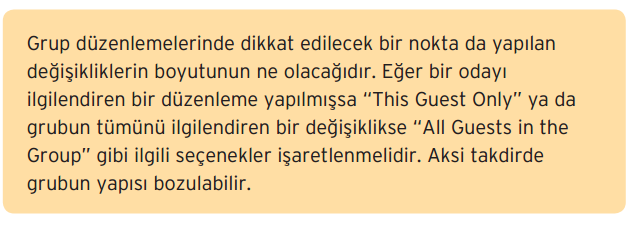 Grup düzenlemelerinde dikkat edilecek bir nokta da yapılan
değişikliklerin boyutunun ne olacağıdır. Eğer bir odayı
ilgilendiren bir düzenleme yapılmışsa “This Guest Only” ya da
grubun tümünü ilgilendiren bir değişiklikse “All Guests in the
Group” gibi ilgili seçenekler işaretlenmelidir. Aksi takdirde
grubun yapısı bozulabilir.